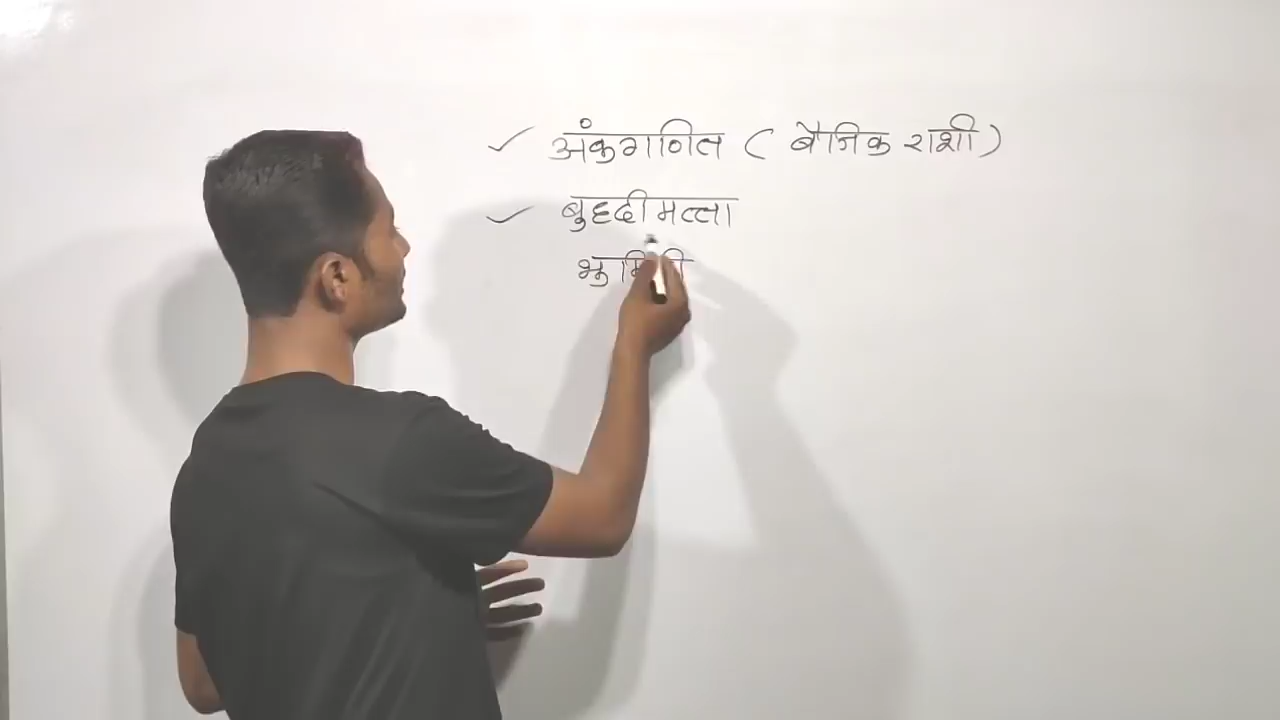 ✓ अंकगणित ( बैजिक राशी )
✓ बुद्दीमत्ता